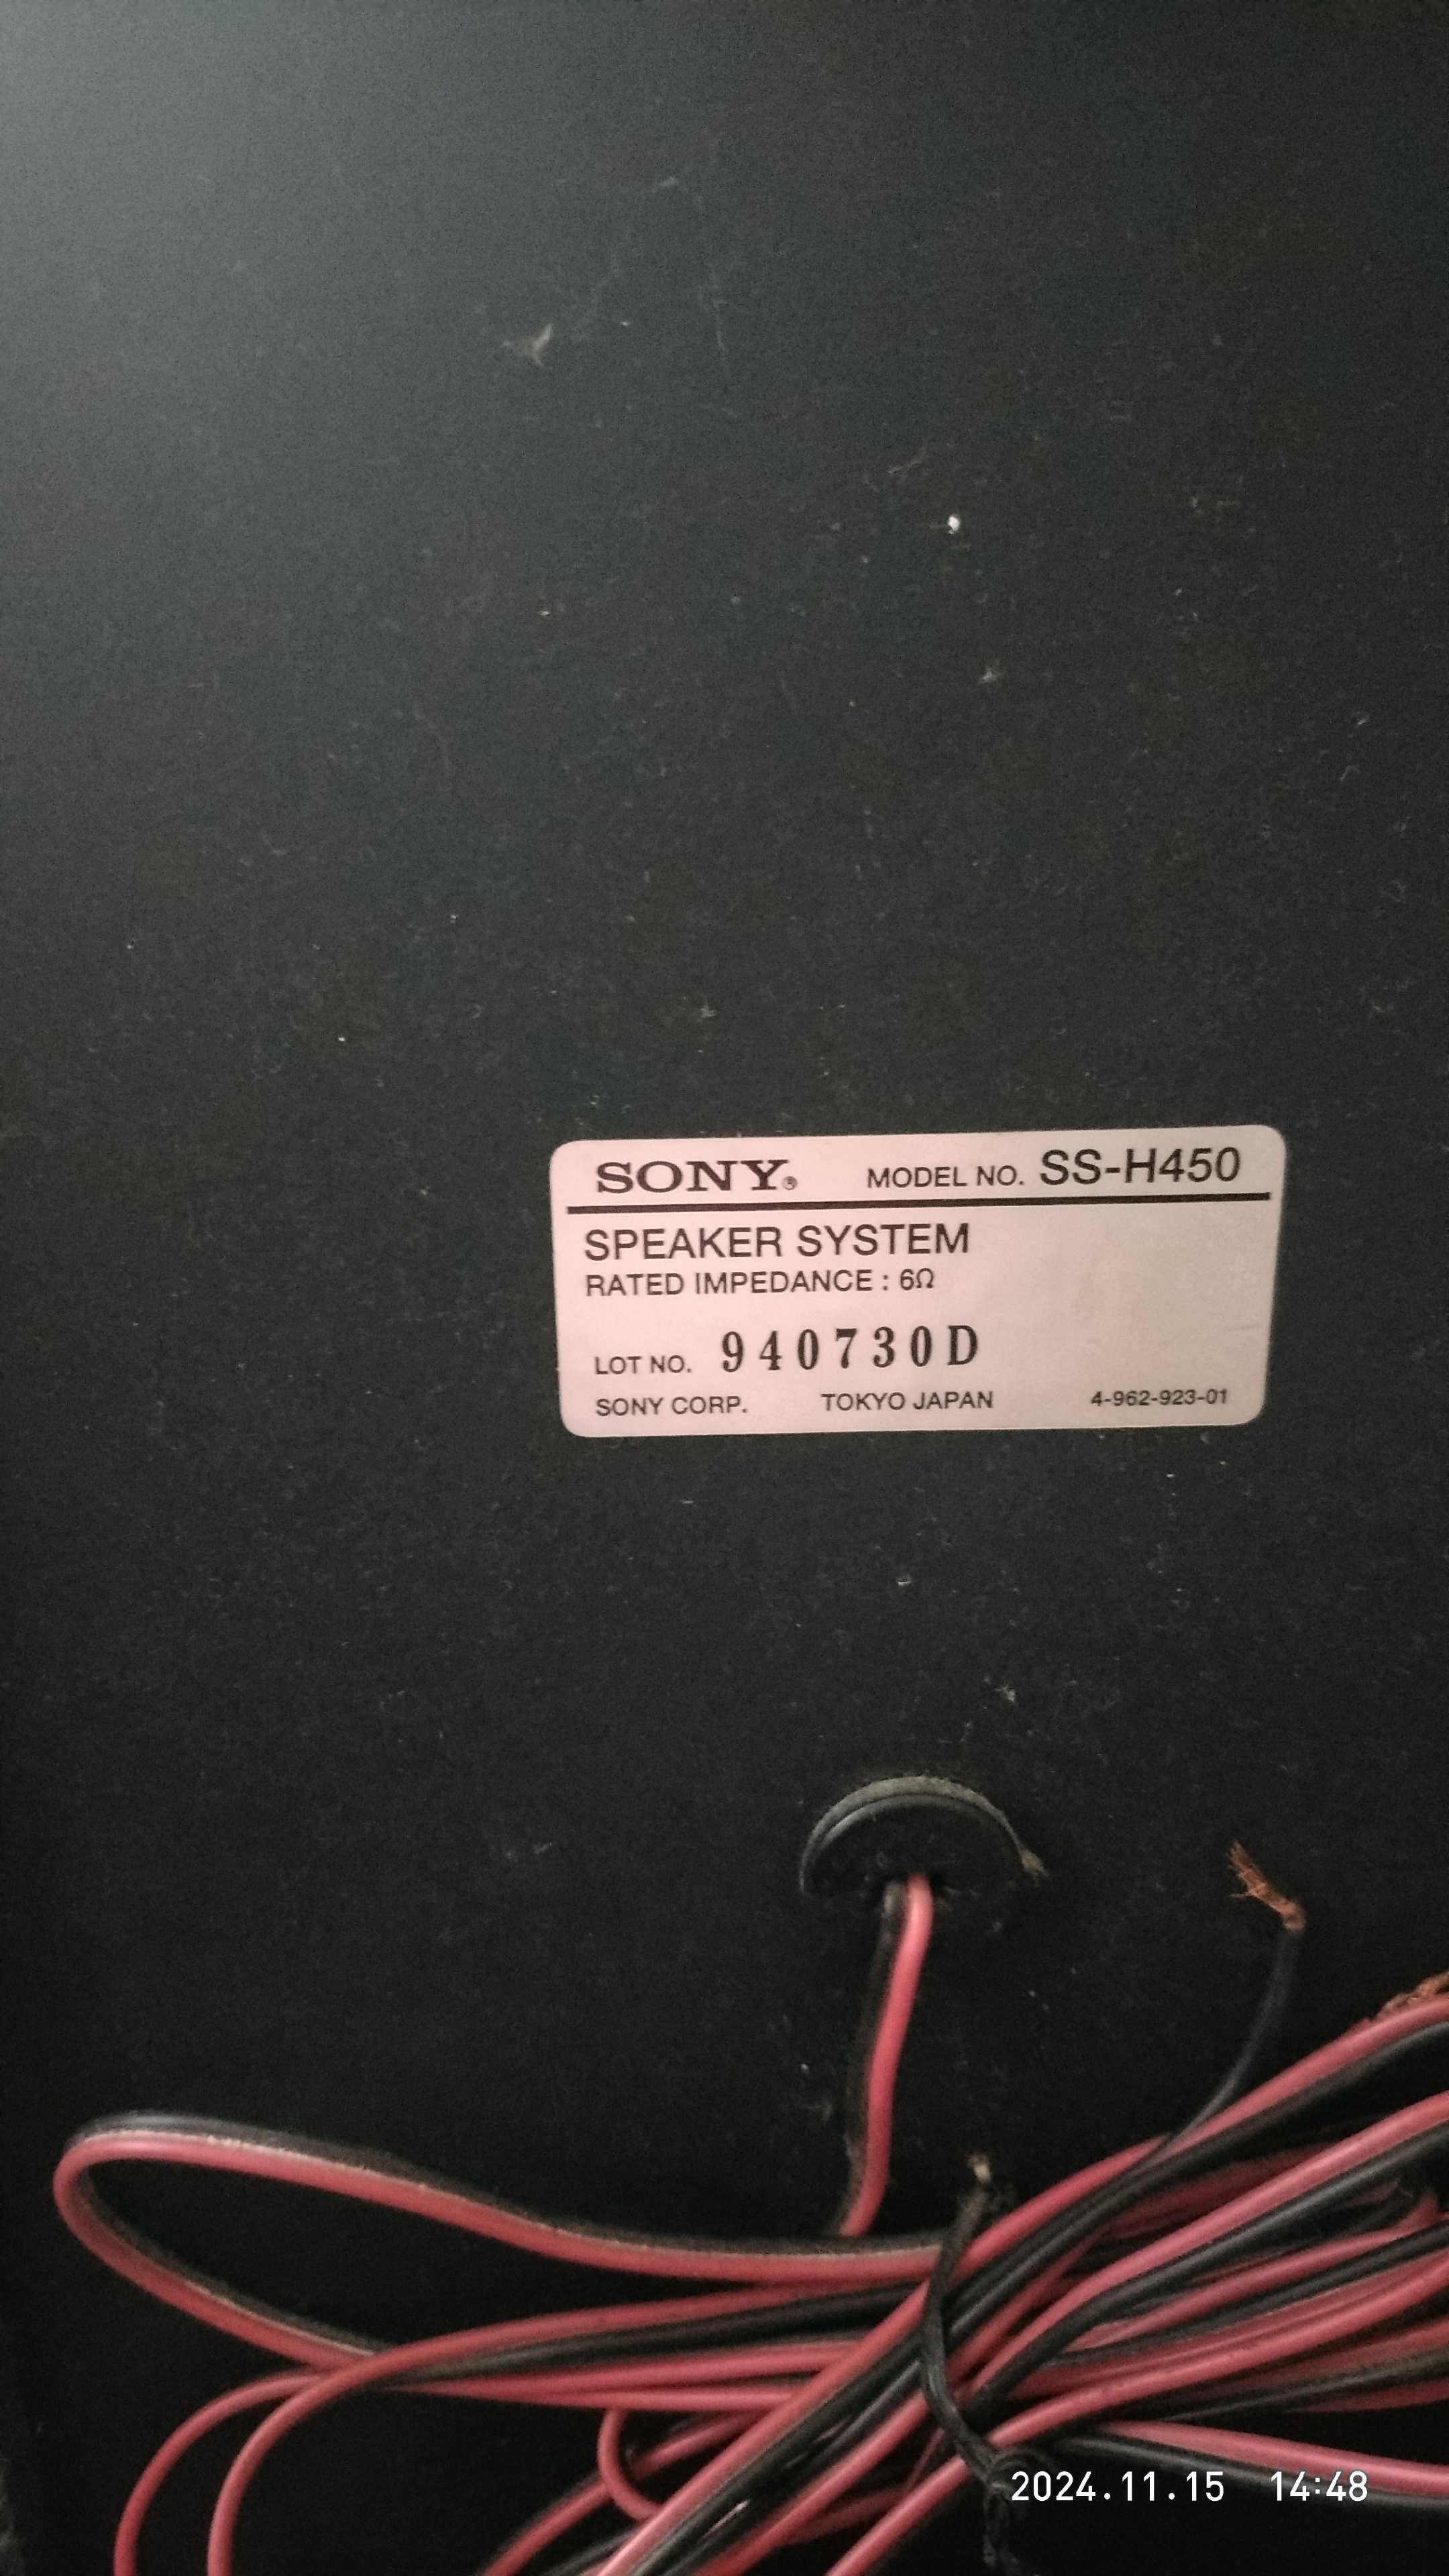 SONY® MODEL NO. SS-H450
SPEAKER SYSTEM
RATED IMPEDANCE : 6Ω
LOT NO. 940730D
SONY CORP. TOKYO JAPAN 4-962-923-01
2024.11.15 14:48